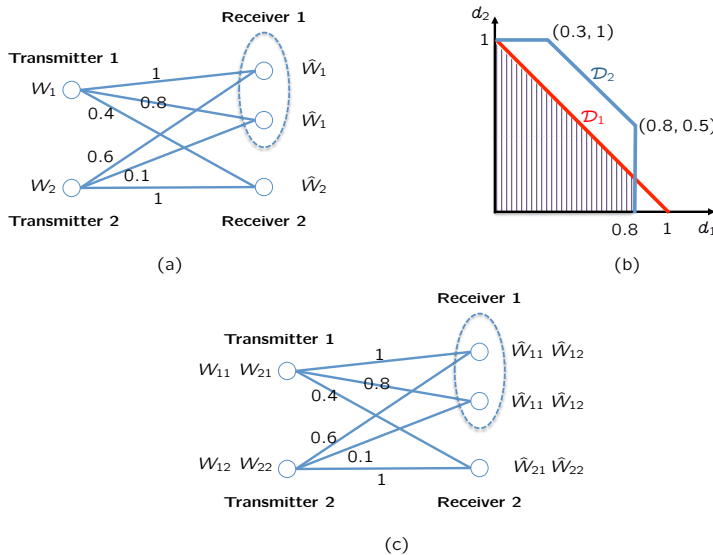 Receiver 1
Transmitter 1
W₁
1
Ŵ₁
0.8
Ŵ₁
0.4
0.6
0.1
W₂
1
Ŵ₂
Transmitter 2
Receiver 2
(a)
d₂
1
(0.3, 1)
𝒟₂
𝒟₁
(0.8, 0.5)
0.8
1
d₁
(b)
Receiver 1
Transmitter 1
W₁₁ W₂₁
1
Ŵ₁₁ Ŵ₁₂
0.8
Ŵ₁₁ Ŵ₁₂
0.4
0.6
0.1
W₁₂ W₂₂
1
Ŵ₂₁ Ŵ₂₂
Transmitter 2
Receiver 2
(c)